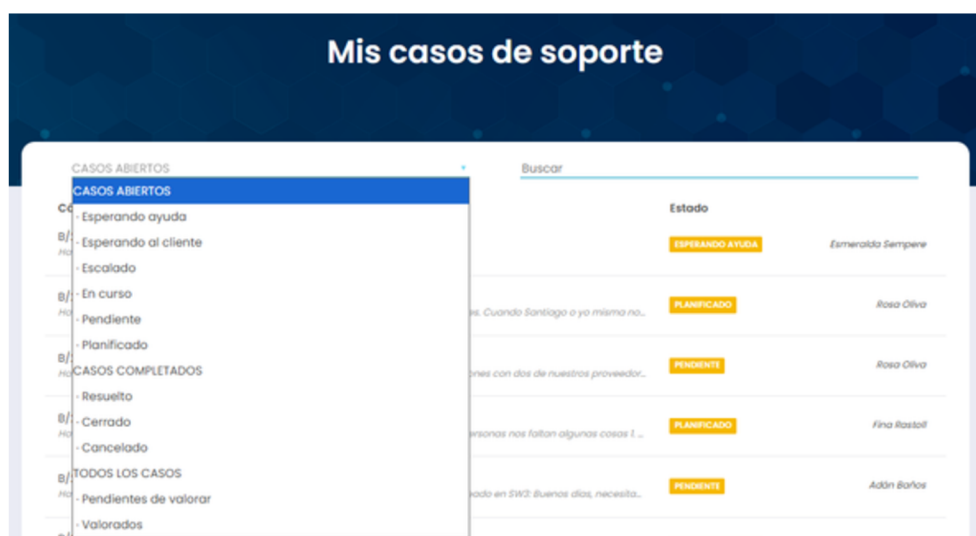 Mis casos de soporte
CASOS ABIERTOS
Buscar
CASOS ABIERTOS
- Esperando ayuda
- Esperando al cliente
- Escalado
- En curso
- Pendiente
- Planificado
CASOS COMPLETADOS
- Resuelto
- Cerrado
- Cancelado
TODOS LOS CASOS
- Pendientes de valorar
- Valorados
Estado
B/
ESPERANDO AYUDA
Esmeralda Sempere
B/
s. Cuando Santiago o yo misma no...
PLANIFICADO
Rosa Oliva
B/
ones con dos de nuestros proveedor...
PENDIENTE
Rosa Oliva
B/
ersonas nos faltan algunas cosas 1. ...
PLANIFICADO
Fina Rastoll
B/
ado en SW3: Buenos días, necesita...
PENDIENTE
Adán Baños